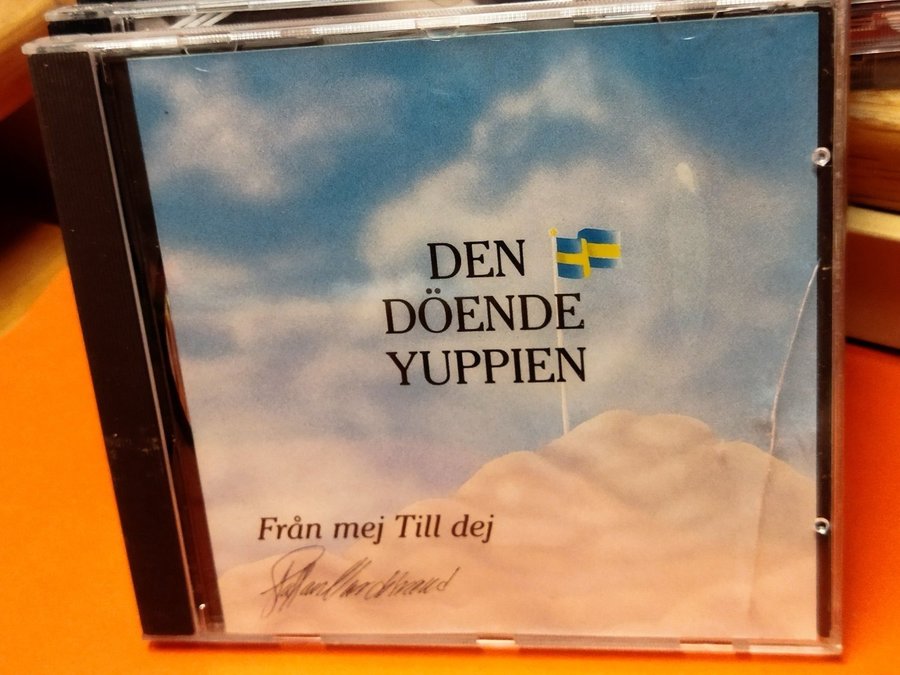 DEN
DÖENDE
YUPPIEN
Från mej Till dej